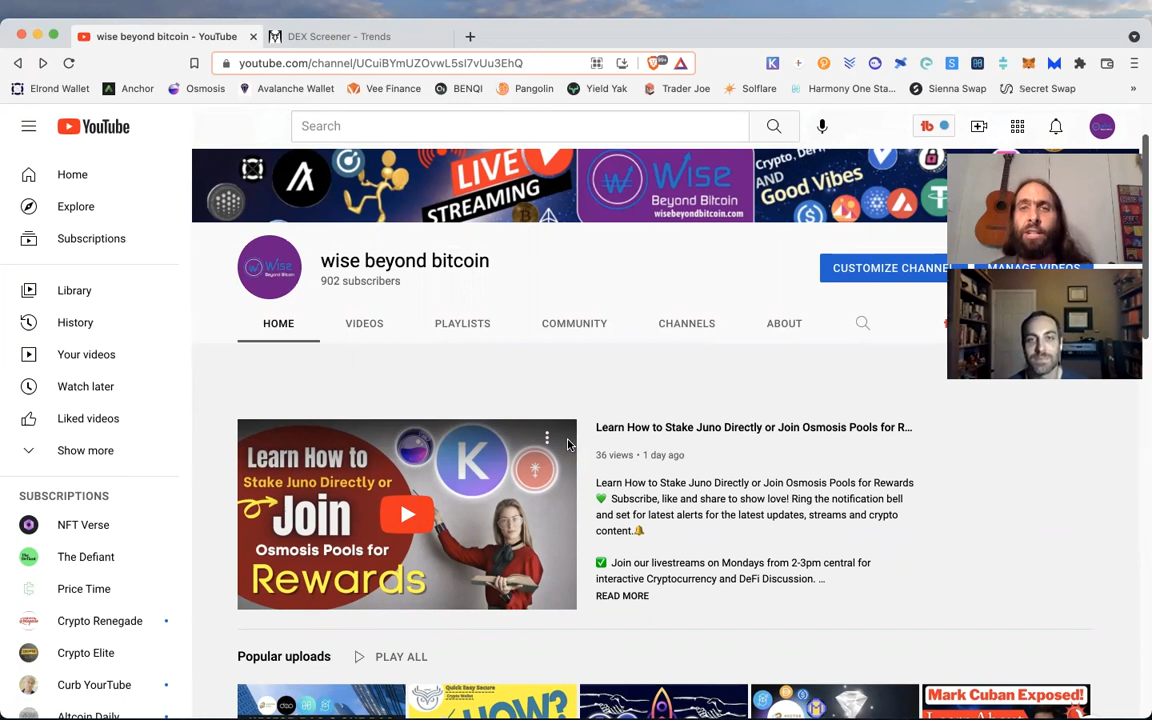 wise beyond bitcoin - YouTube
DEX Screener - Trends
youtube.com/channel/UCuiBYmUZOvwL5sI7vUu3EhQ
99+
Elrond Wallet
Anchor
Osmosis
Avalanche Wallet
Vee Finance
BENQI
Pangolin
Yield Yak
Trader Joe
Solflare
Harmony One Sta...
Sienna Swap
Secret Swap
»
YouTube
Search
tb
Home
Explore
Subscriptions
Library
History
Your videos
Watch later
Liked videos
Show more
SUBSCRIPTIONS
NFT Verse
The Defiant
Price Time
Crypto Renegade
Crypto Elite
Curb YourTube
Altcoin Daily
LIVE
STREAMING
Wise
Beyond Bitcoin
wisebeyondbitcoin.com
Crypto, DeFi
AND
Good Vibes
wise beyond bitcoin
902 subscribers
CUSTOMIZE CHANNEL
MANAGE VIDEOS
HOME
VIDEOS
PLAYLISTS
COMMUNITY
CHANNELS
ABOUT
Learn How to
Stake Juno Directly or
Join
Osmosis Pools for
Rewards
Learn How to Stake Juno Directly or Join Osmosis Pools for R...
36 views • 1 day ago
Learn How to Stake Juno Directly or Join Osmosis Pools for Rewards
💚 Subscribe, like and share to show love! Ring the notification bell
and set for latest alerts for the latest updates, streams and crypto
content.🔔
✅ Join our livestreams on Mondays from 2-3pm central for
interactive Cryptocurrency and DeFi Discussion. ...
READ MORE
Popular uploads
PLAY ALL
Quick Easy Secure
HOW?
Mark Cuban Exposed!